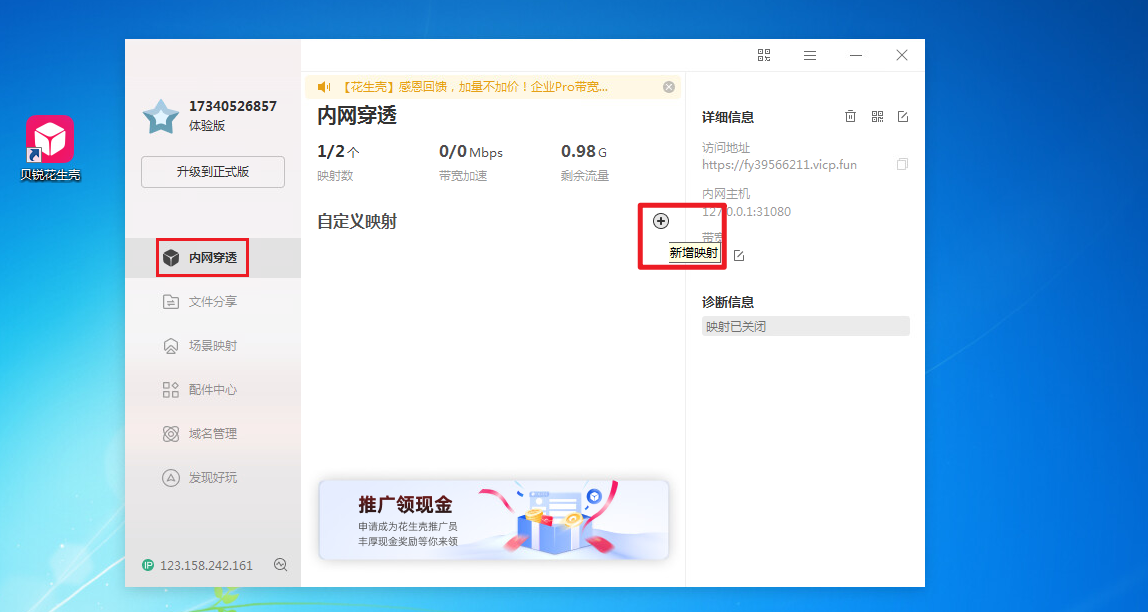 贝锐花生壳
17340526857
体验版
升级到正式版
内网穿透
文件分享
场景映射
配件中心
域名管理
发现好玩
IP 123.158.242.161
【花生壳】感恩回馈，加量不加价！企业Pro带宽...
内网穿透
1/2个
映射数
0/0 Mbps
带宽加速
0.98 G
剩余流量
自定义映射
新增映射
推广领现金
申请成为花生壳推广员
丰厚现金奖励等你来领
详细信息
访问地址
https://fy39566211.vicp.fun
内网主机
127.0.0.1:31080
带宽
诊断信息
映射已关闭